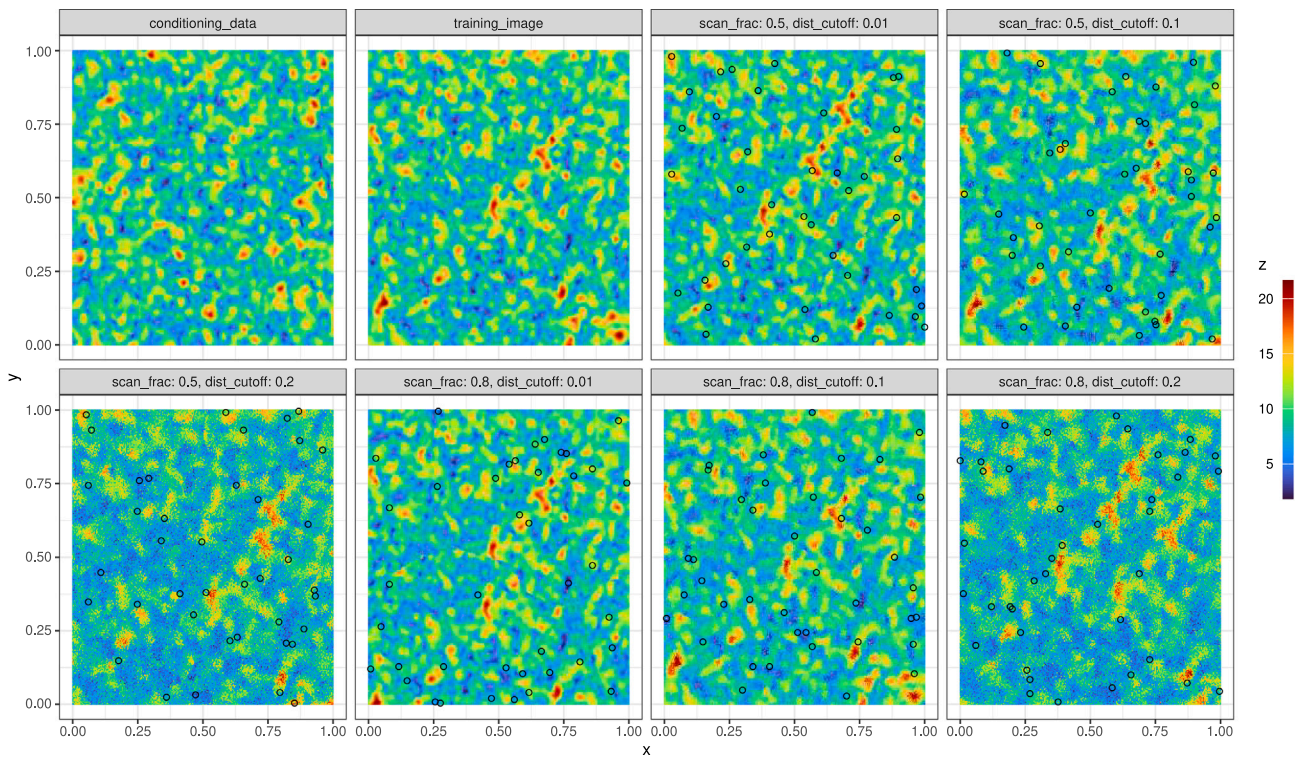 conditioning_data
training_image
scan_frac: 0.5, dist_cutoff: 0.01
scan_frac: 0.5, dist_cutoff: 0.1
1.00
0.75
0.50
0.25
0.00
z
20
15
10
5
y
scan_frac: 0.5, dist_cutoff: 0.2
scan_frac: 0.8, dist_cutoff: 0.01
scan_frac: 0.8, dist_cutoff: 0.1
scan_frac: 0.8, dist_cutoff: 0.2
1.00
0.75
0.50
0.25
0.00
0.00 0.25 0.50 0.75 1.00
0.00 0.25 0.50 0.75 1.00
0.00 0.25 0.50 0.75 1.00
0.00 0.25 0.50 0.75 1.00
x